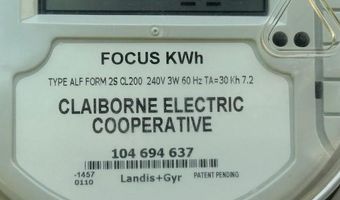 FOCUS KWh
TYPE ALF FORM 2S CL200 240V 3W 60 Hz TA=30 Kh 7.2
CLAIBORNE ELECTRIC
COOPERATIVE
104 694 637
-1457
0110
Landis+Gyr
PATENT PENDING